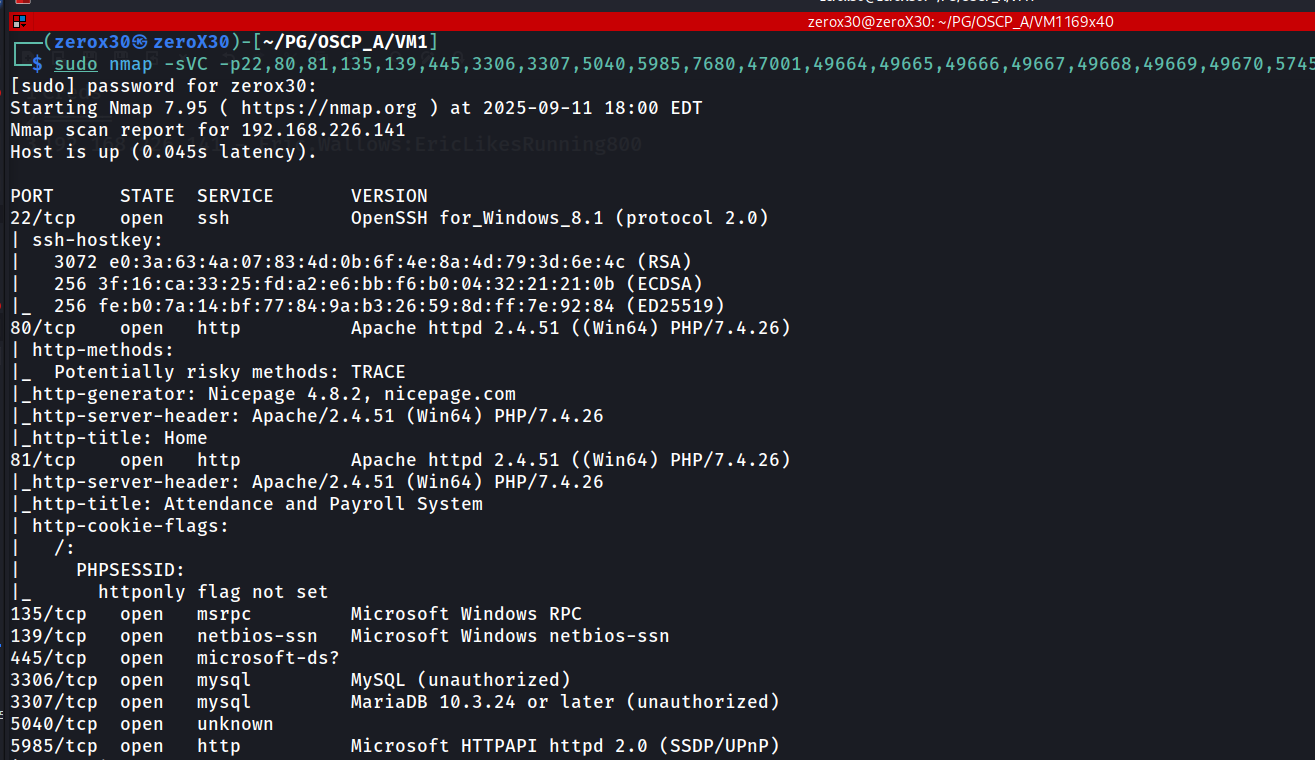 zerox30@zeroX30: ~/PG/OSCP_A/VM1 169x40
┌──(zerox30㉿zeroX30)-[~/PG/OSCP_A/VM1]
└─$ sudo nmap -sVC -p22,80,81,135,139,445,3306,3307,5040,5985,7680,47001,49664,49665,49666,49667,49668,49669,49670,5745
[sudo] password for zerox30:
Starting Nmap 7.95 ( https://nmap.org ) at 2025-09-11 18:00 EDT
Nmap scan report for 192.168.226.141
Wallows:EricLikesRunning800
Host is up (0.045s latency).
PORT      STATE SERVICE       VERSION
22/tcp    open  ssh           OpenSSH for_Windows_8.1 (protocol 2.0)
| ssh-hostkey:
|   3072 e0:3a:63:4a:07:83:4d:0b:6f:4e:8a:4d:79:3d:6e:4c (RSA)
|   256 3f:16:ca:33:25:fd:a2:e6:bb:f6:b0:04:32:21:21:0b (ECDSA)
|_  256 fe:b0:7a:14:bf:77:84:9a:b3:26:59:8d:ff:7e:92:84 (ED25519)
80/tcp    open  http          Apache httpd 2.4.51 ((Win64) PHP/7.4.26)
| http-methods:
|_  Potentially risky methods: TRACE
|_http-generator: Nicepage 4.8.2, nicepage.com
|_http-server-header: Apache/2.4.51 (Win64) PHP/7.4.26
|_http-title: Home
81/tcp    open  http          Apache httpd 2.4.51 ((Win64) PHP/7.4.26)
|_http-server-header: Apache/2.4.51 (Win64) PHP/7.4.26
|_http-title: Attendance and Payroll System
| http-cookie-flags:
|   /:
|     PHPSESSID:
|_      httponly flag not set
135/tcp   open  msrpc         Microsoft Windows RPC
139/tcp   open  netbios-ssn   Microsoft Windows netbios-ssn
445/tcp   open  microsoft-ds?
3306/tcp  open  mysql         MySQL (unauthorized)
3307/tcp  open  mysql         MariaDB 10.3.24 or later (unauthorized)
5040/tcp  open  unknown
5985/tcp  open  http          Microsoft HTTPAPI httpd 2.0 (SSDP/UPnP)